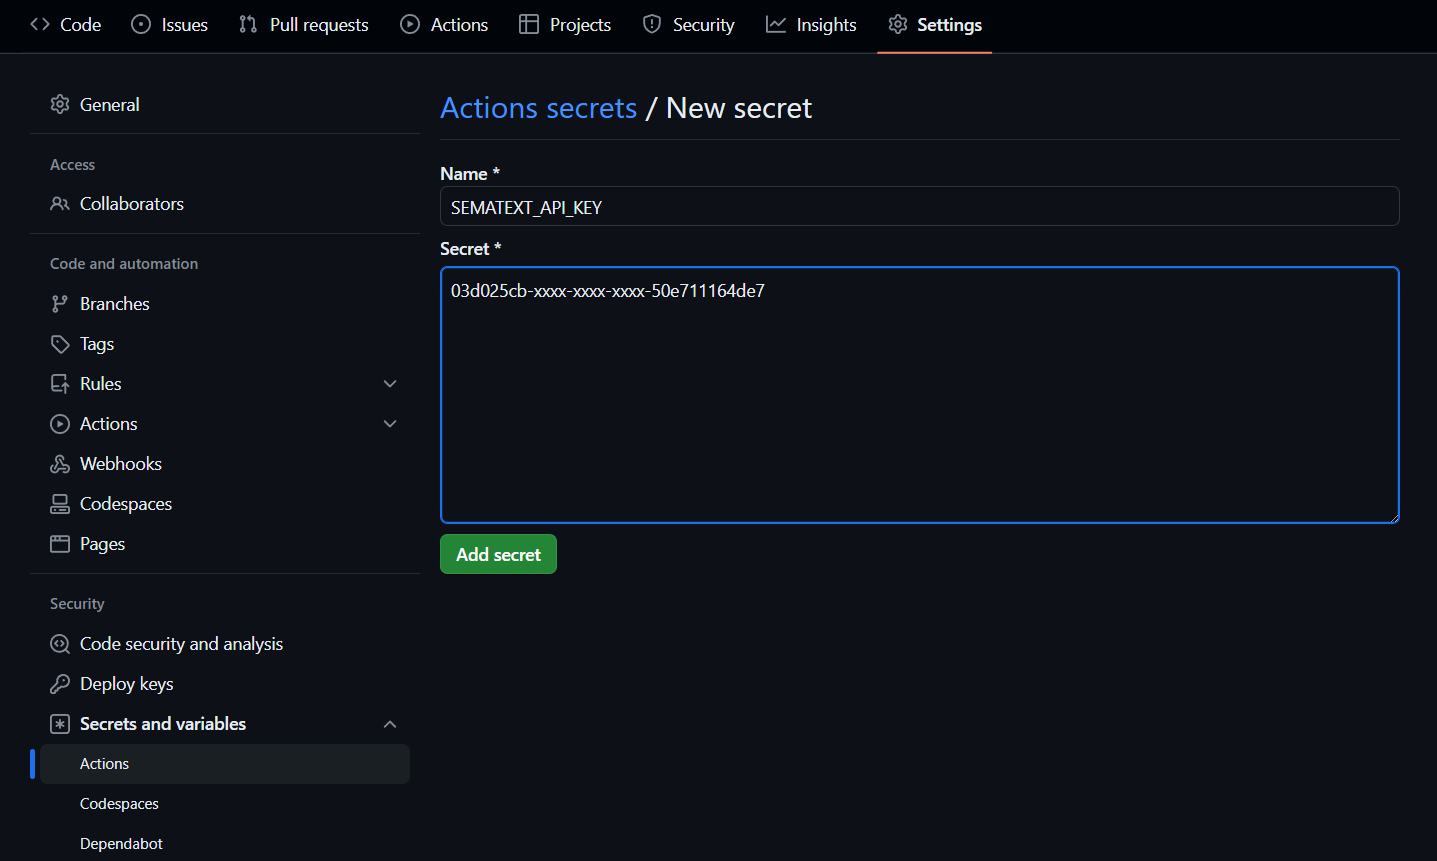 Code Issues Pull requests Actions Projects Security Insights Settings
General
Access
Collaborators
Code and automation
Branches
Tags
Rules
Actions
Webhooks
Codespaces
Pages
Security
Code security and analysis
Deploy keys
Secrets and variables
Actions
Codespaces
Dependabot
Actions secrets / New secret
Name *
SEMATEXT_API_KEY
Secret *
03d025cb-xxxx-xxxx-xxxx-50e711164de7
Add secret